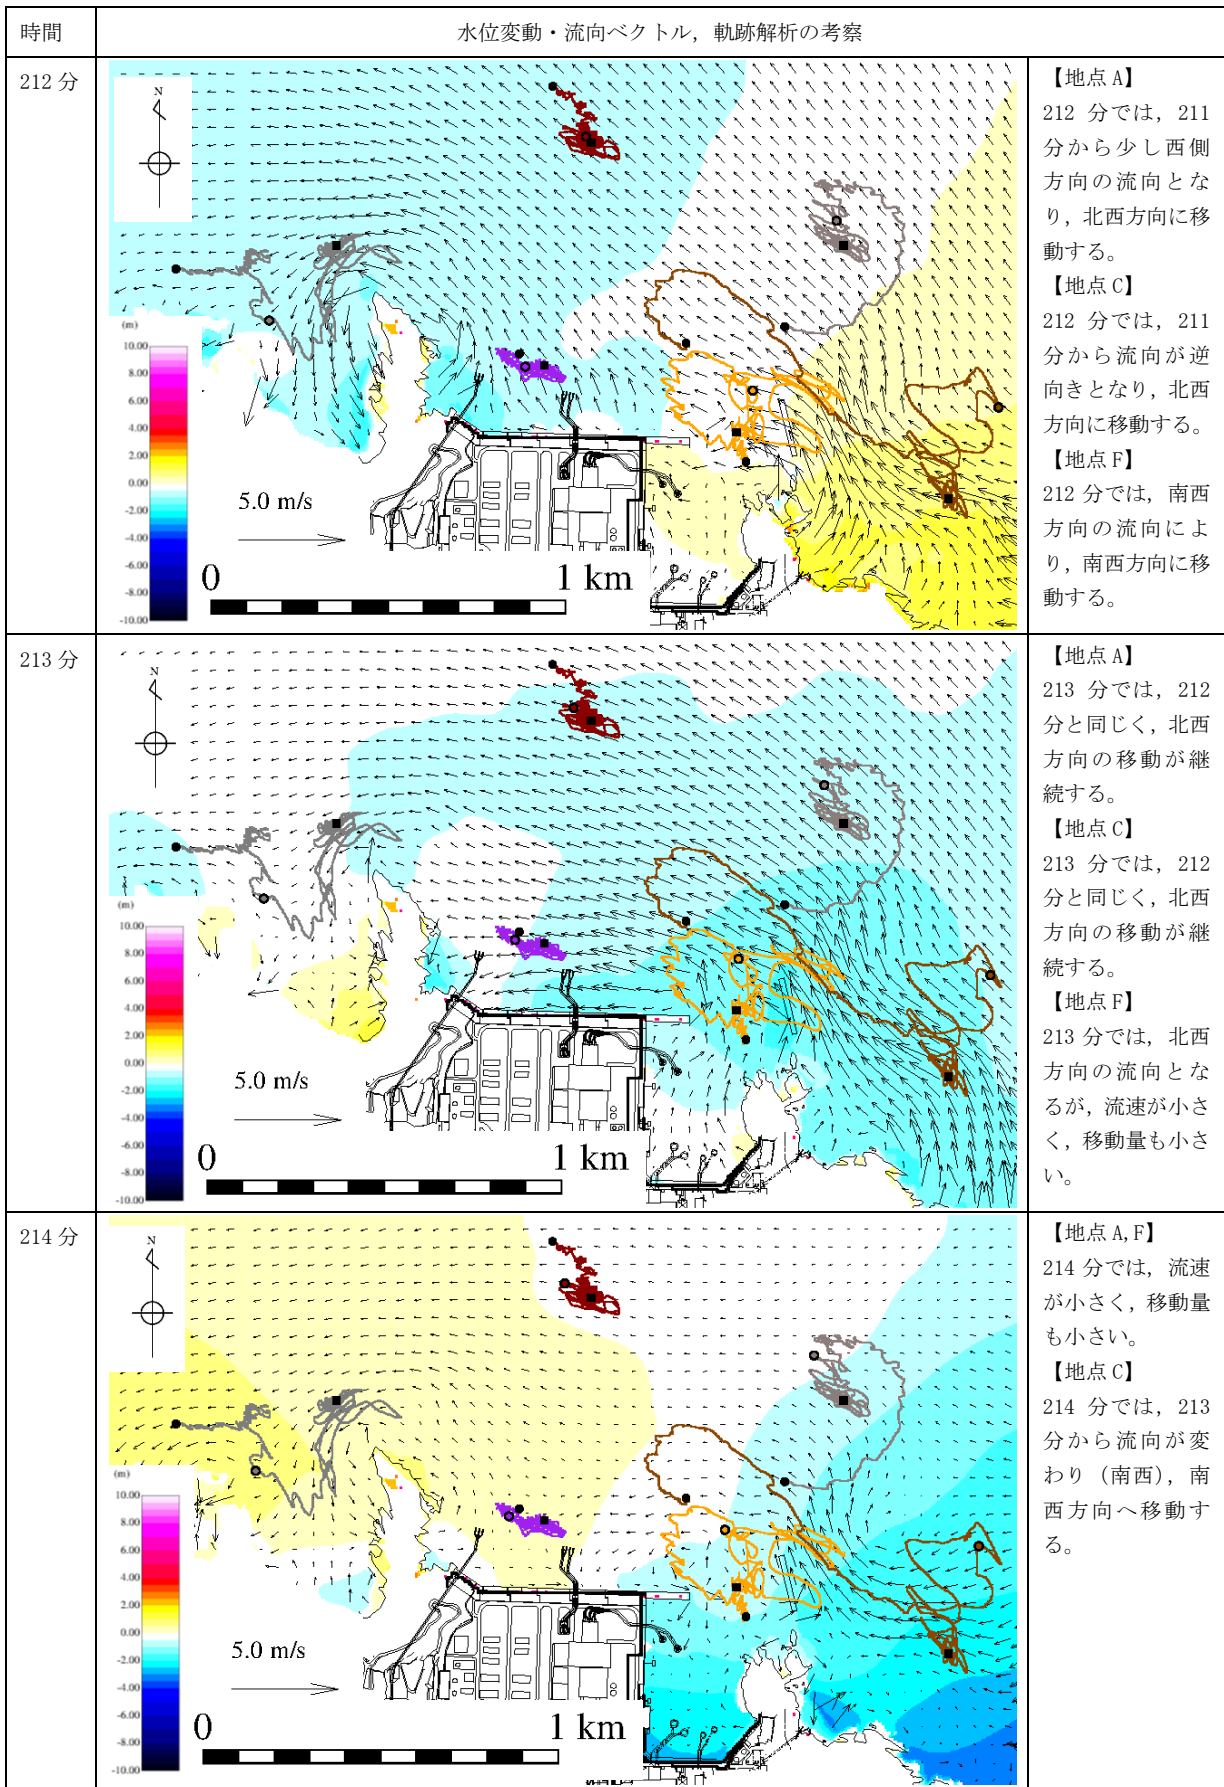 時間
水位変動・流向ベクトル，軌跡解析の考察
212 分
N
(m)
10.00
8.00
6.00
4.00
2.00
0.00
-2.00
-4.00
-6.00
-8.00
-10.00
5.0 m/s
0
1 km
【地点 A】
212 分では，211
分から少し西側
方向の流向とな
り，北西方向に移
動する。
【地点 C】
212 分では，211
分から流向が逆
向きとなり，北西
方向に移動する。
【地点 F】
212 分では，南西
方向の流向によ
り，南西方向に移
動する。
213 分
N
(m)
10.00
8.00
6.00
4.00
2.00
0.00
-2.00
-4.00
-6.00
-8.00
-10.00
5.0 m/s
0
1 km
【地点 A】
213 分では，212
分と同じく，北西
方向の移動が継
続する。
【地点 C】
213 分では，212
分と同じく，北西
方向の移動が継
続する。
【地点 F】
213 分では，北西
方向の流向とな
るが，流速が小さ
く，移動量も小さ
い。
214 分
N
(m)
10.00
8.00
6.00
4.00
2.00
0.00
-2.00
-4.00
-6.00
-8.00
-10.00
5.0 m/s
0
1 km
【地点 A,F】
214 分では，流速
が小さく，移動量
も小さい。
【地点 C】
214 分では，213
分から流向が変
わり（南西），南
西方向へ移動す
る。